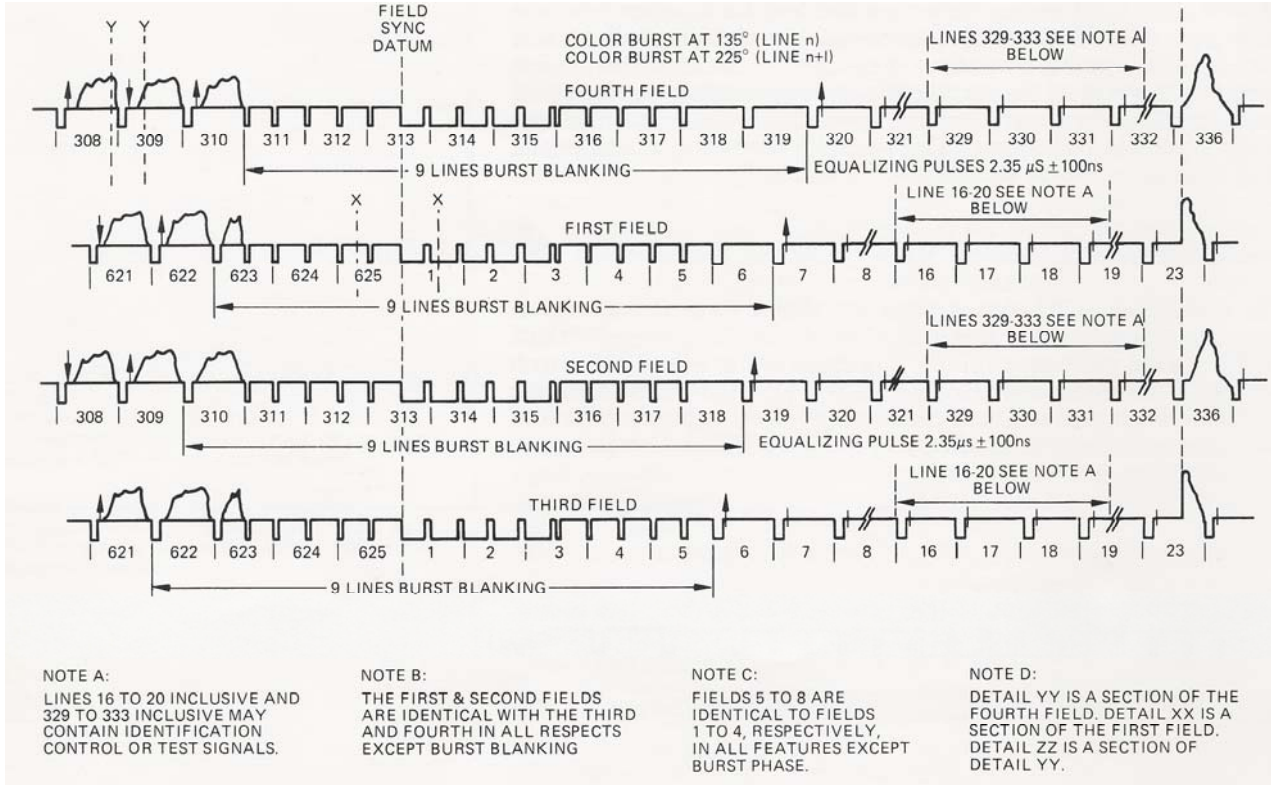 FIELD
SYNC
DATUM
Y Y
COLOR BURST AT 135° (LINE n)
COLOR BURST AT 225° (LINE n+I)
LINES 329-333 SEE NOTE A
BELOW
FOURTH FIELD
308 309 310 311 312 313 314 315 316 317 318 319 320 321 329 330 331 332 336
9 LINES BURST BLANKING
EQUALIZING PULSES 2.35 µS ±100ns
X X
LINE 16-20 SEE NOTE A
BELOW
FIRST FIELD
621 622 623 624 625 1 2 3 4 5 6 7 8 16 17 18 19 23
9 LINES BURST BLANKING
LINES 329-333 SEE NOTE A
BELOW
SECOND FIELD
308 309 310 311 312 313 314 315 316 317 318 319 320 321 329 330 331 332 336
9 LINES BURST BLANKING
EQUALIZING PULSE 2.35µs ±100ns
LINE 16-20 SEE NOTE A
BELOW
THIRD FIELD
621 622 623 624 625 1 2 3 4 5 6 7 8 16 17 18 19 23
9 LINES BURST BLANKING
NOTE A:
LINES 16 TO 20 INCLUSIVE AND
329 TO 333 INCLUSIVE MAY
CONTAIN IDENTIFICATION
CONTROL OR TEST SIGNALS.
NOTE B:
THE FIRST & SECOND FIELDS
ARE IDENTICAL WITH THE THIRD
AND FOURTH IN ALL RESPECTS
EXCEPT BURST BLANKING
NOTE C:
FIELDS 5 TO 8 ARE
IDENTICAL TO FIELDS
1 TO 4, RESPECTIVELY,
IN ALL FEATURES EXCEPT
BURST PHASE.
NOTE D:
DETAIL YY IS A SECTION OF THE
FOURTH FIELD. DETAIL XX IS A
SECTION OF THE FIRST FIELD.
DETAIL ZZ IS A SECTION OF
DETAIL YY.